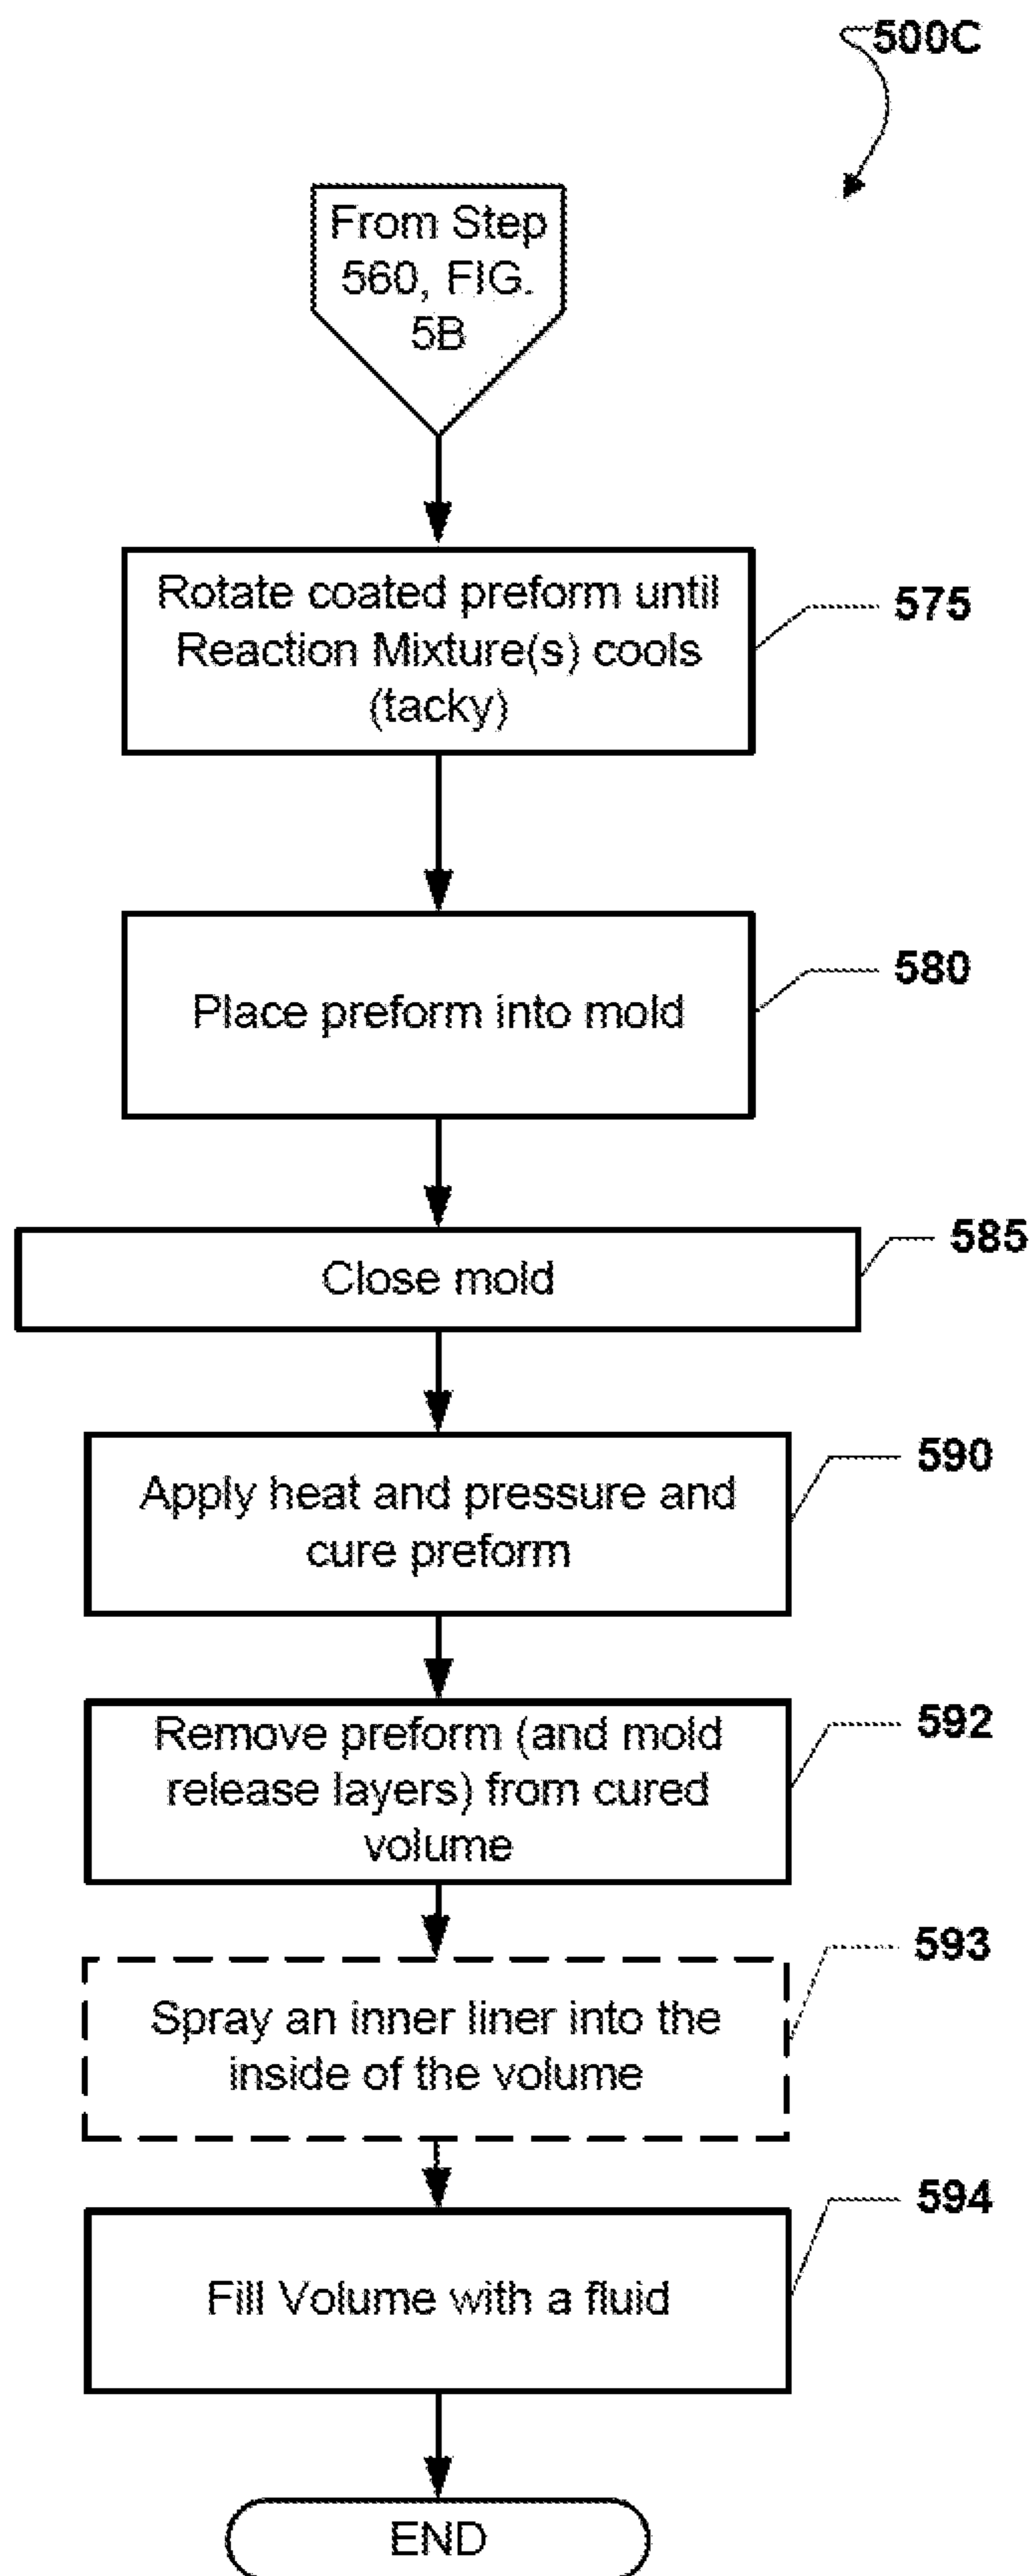 500C
From Step
560, FIG.
5B
Rotate coated preform until
Reaction Mixture(s) cools
(tacky)
575
Place preform into mold
580
Close mold
585
Apply heat and pressure and
cure preform
590
Remove preform (and mold
release layers) from cured
volume
592
Spray an inner liner into the
inside of the volume
593
Fill Volume with a fluid
594
END